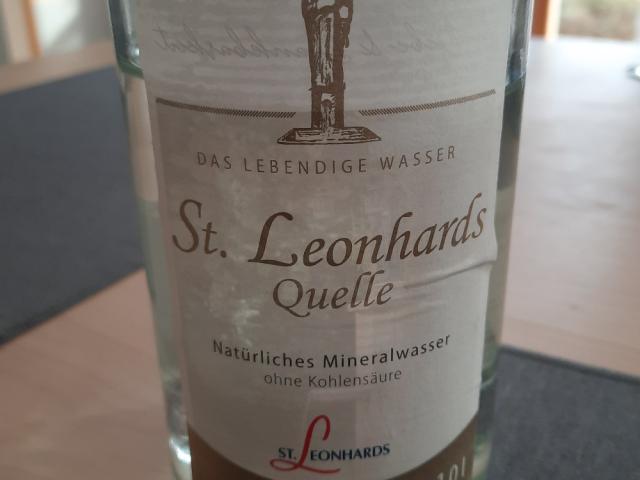 DAS LEBENDIGE WASSER
St. Leonhards
Quelle
Natürliches Mineralwasser
ohne Kohlensäure
ST. LEONHARDS